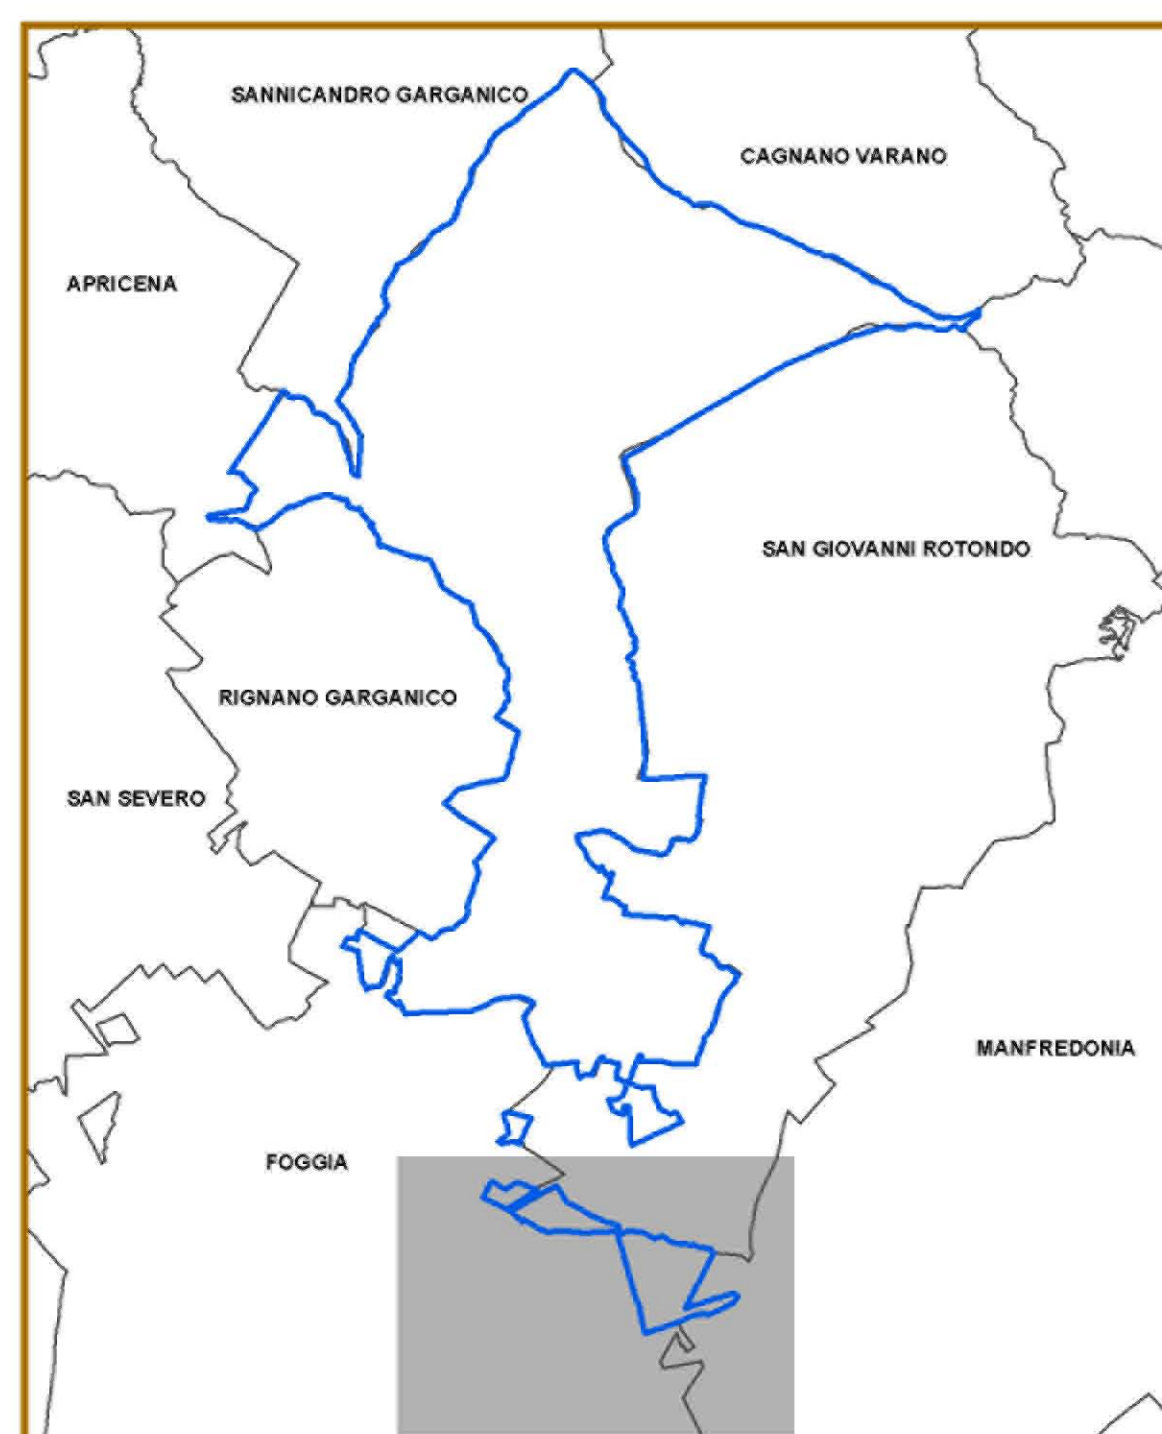 SANNICANDRO GARGANICO
CAGNANO VARANO
APRICENA
SAN GIOVANNI ROTONDO
RIGNANO GARGANICO
SAN SEVERO
MANFREDONIA
FOGGIA